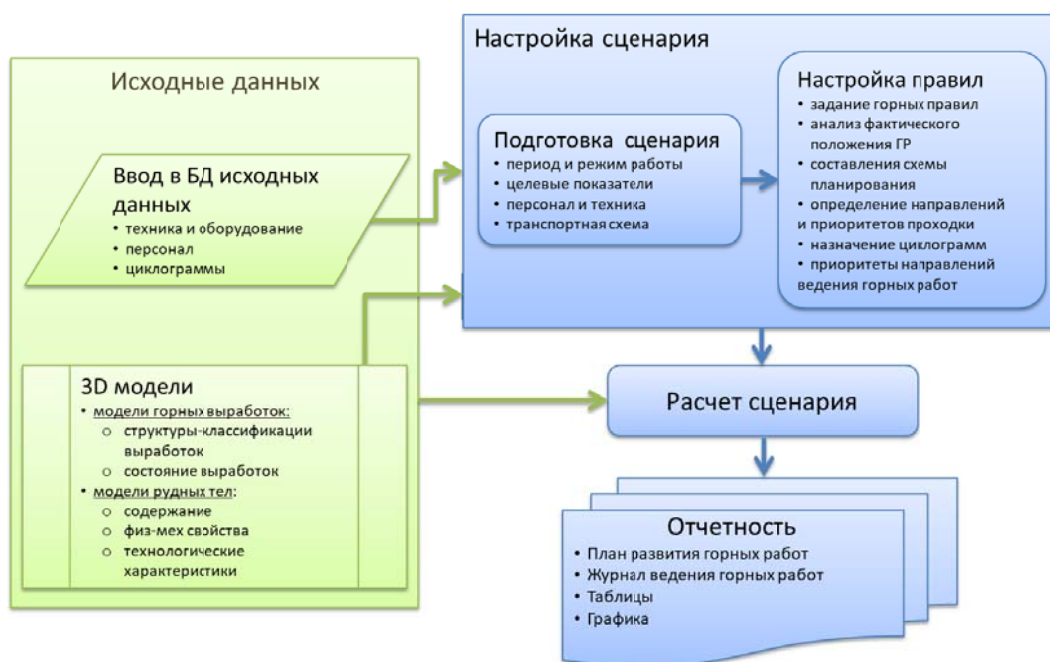 Исходные данных
Ввод в БД исходных
данных
• техника и оборудование
• персонал
• циклограммы
3D модели
• модели горных выработок:
o структуры-классификации
выработок
o состояние выработок
• модели рудных тел:
o содержание
o физ-мех свойства
o технологические
характеристики
Настройка сценария
Подготовка сценария
• период и режим работы
• целевые показатели
• персонал и техника
• транспортная схема
Настройка правил
• задание горных правил
• анализ фактического
положения ГР
• составления схемы
планирования
• определение направлений
и приоритетов проходки
• назначение циклограмм
• приоритеты направлений
ведения горных работ
Расчет сценария
Отчетность
• План развития горных работ
• Журнал ведения горных работ
• Таблицы
• Графика